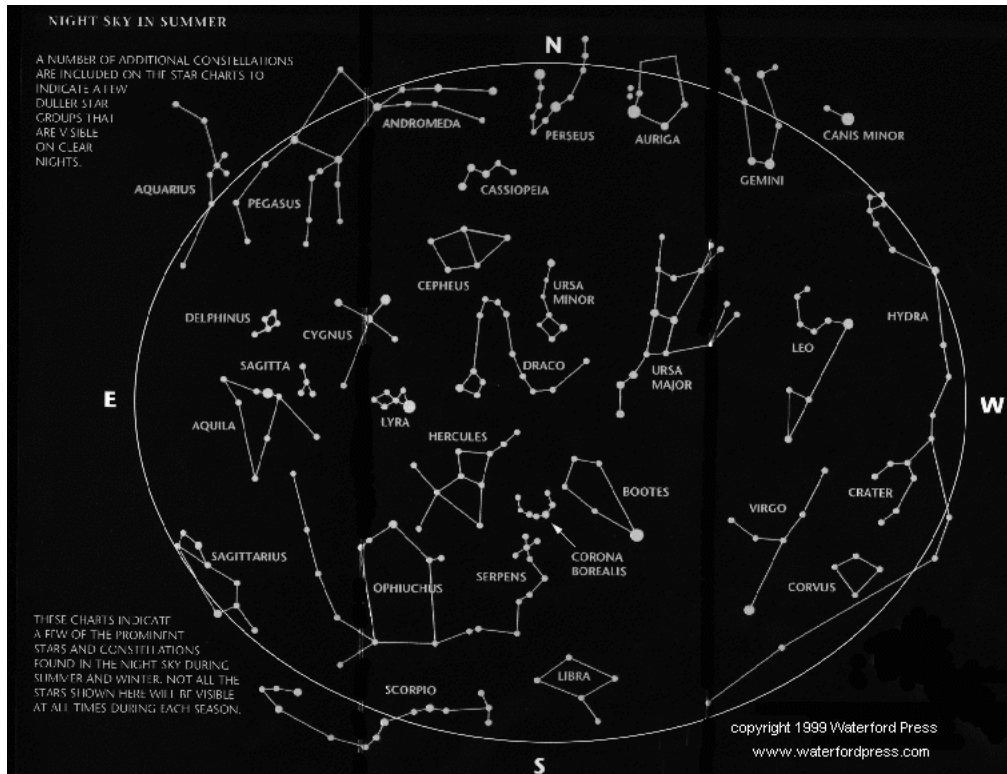 NIGHT SKY IN SUMMER
A NUMBER OF ADDITIONAL CONSTELLATIONS
ARE INCLUDED ON THE STAR CHARTS TO
INDICATE A FEW
DULLER STAR
GROUPS THAT
ARE VISIBLE
ON CLEAR
NIGHTS.
N
ANDROMEDA
PERSEUS
AURIGA
CANIS MINOR
AQUARIUS
PEGASUS
CASSIOPEIA
GEMINI
CEPHEUS
URSA
MINOR
DELPHINUS
CYGNUS
HYDRA
SAGITTA
DRACO
URSA
MAJOR
LEO
E
W
AQUILA
LYRA
HERCULES
BOOTES
VIRGO
CRATER
SAGITTARIUS
OPHIUCHUS
SERPENS
CORONA
BOREALIS
CORVUS
THESE CHARTS INDICATE
A FEW OF THE PROMINENT
STARS AND CONSTELLATIONS
FOUND IN THE NIGHT SKY DURING
SUMMER AND WINTER. NOT ALL THE
STARS SHOWN HERE WILL BE VISIBLE
AT ALL TIMES DURING EACH SEASON.
SCORPIO
LIBRA
S
copyright 1999 Waterford Press
www.waterfordpress.com